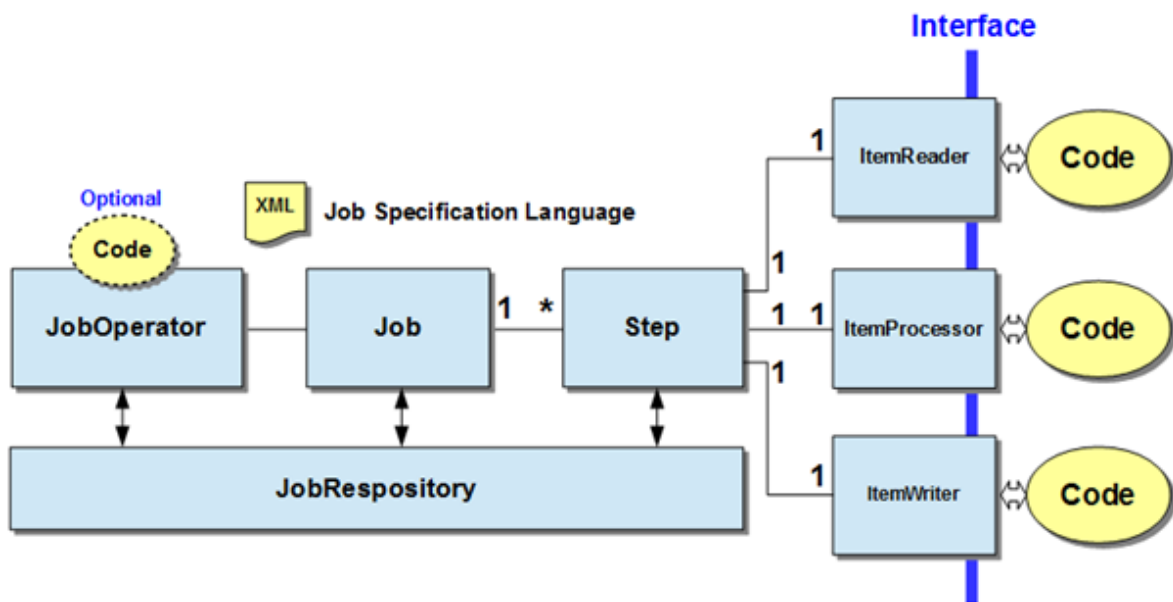 Interface
1
ItemReader
Code
Optional
XML
Job Specification Language
Code
1
JobOperator
Job
1
*
Step
1
1
ItemProcessor
Code
1
JobRespository
1
ItemWriter
Code